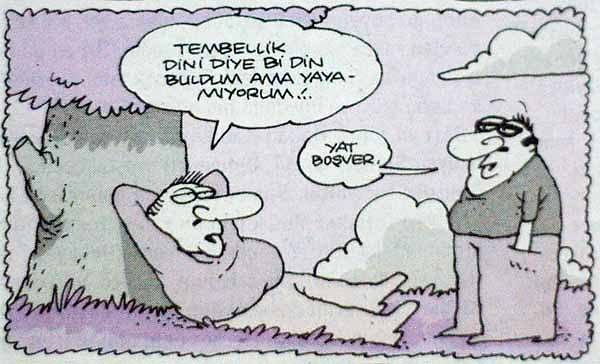 TEMBELLİK
DİNİ DİYE Bİ DİN
BULDUM AMA YAYA-
MIYORUM...
YAT
BOŞVER.